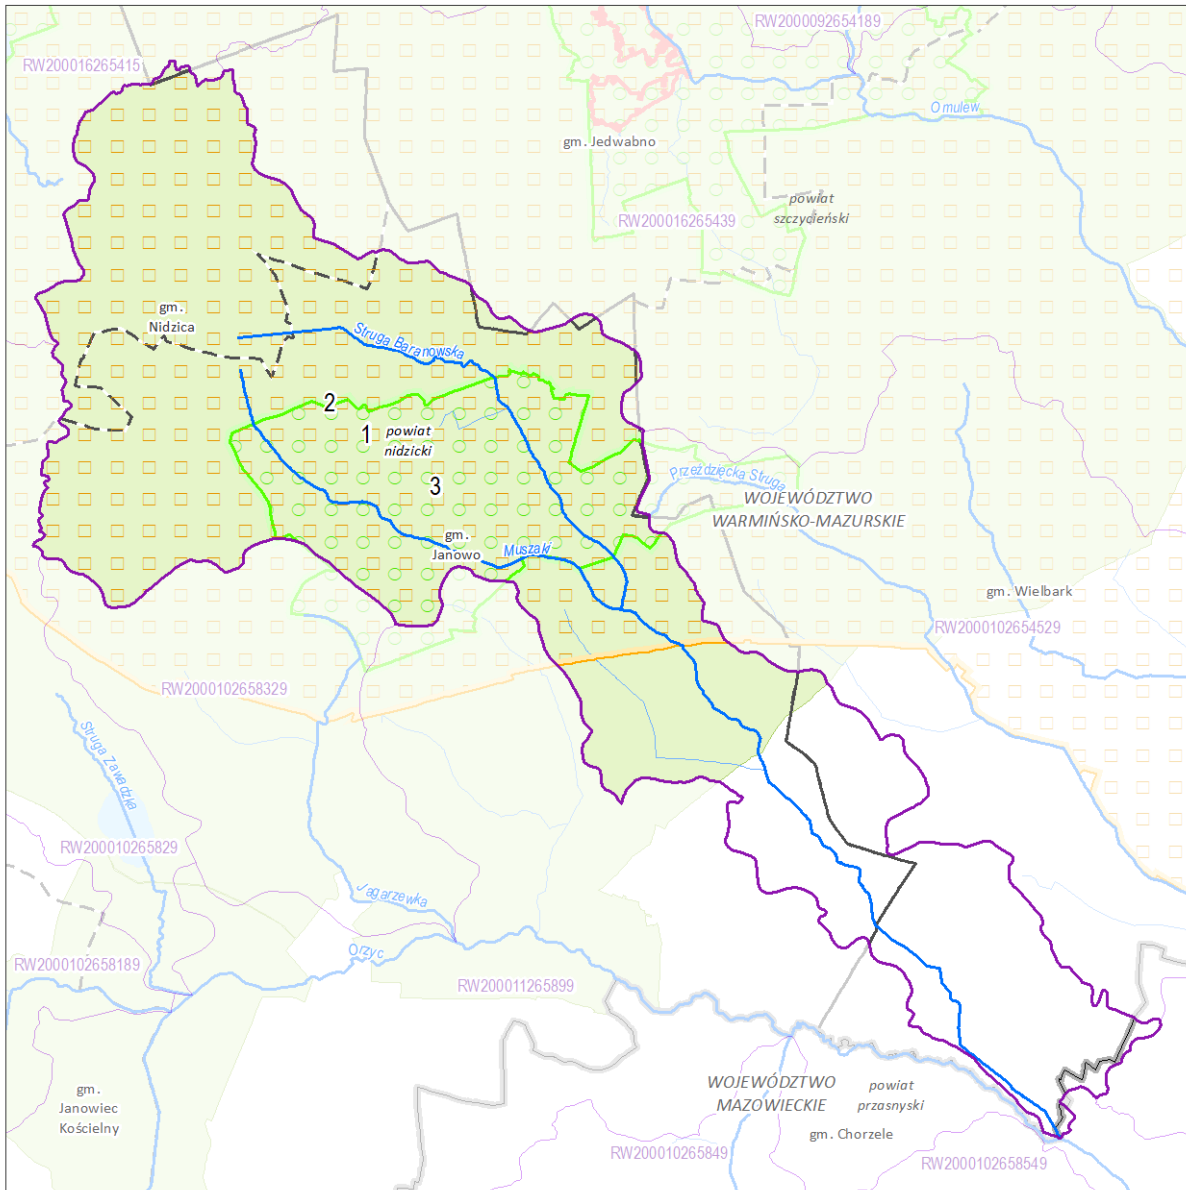 RW2000092654189
RW200016265415
Omulew
gm. Jedwabno
powiat
szczycieński
RW200016265439
gm.
Nidzica
Struga Baranowska
2
1
powiat
nidzicki
3
Przeździęcka Struga
WOJEWÓDZTWO
WARMIŃSKO-MAZURSKIE
gm.
Janowo
Muszaki
gm. Wielbark
RW2000102654529
RW2000102658329
Struga Zawadzka
RW200010265829
Jagarzewka
Orzyc
RW2000102658189
RW200011265899
WOJEWÓDZTWO
MAZOWIECKIE
powiat
przasnyski
gm. Chorzele
gm.
Janowiec
Kościelny
RW200010265849
RW2000102658549